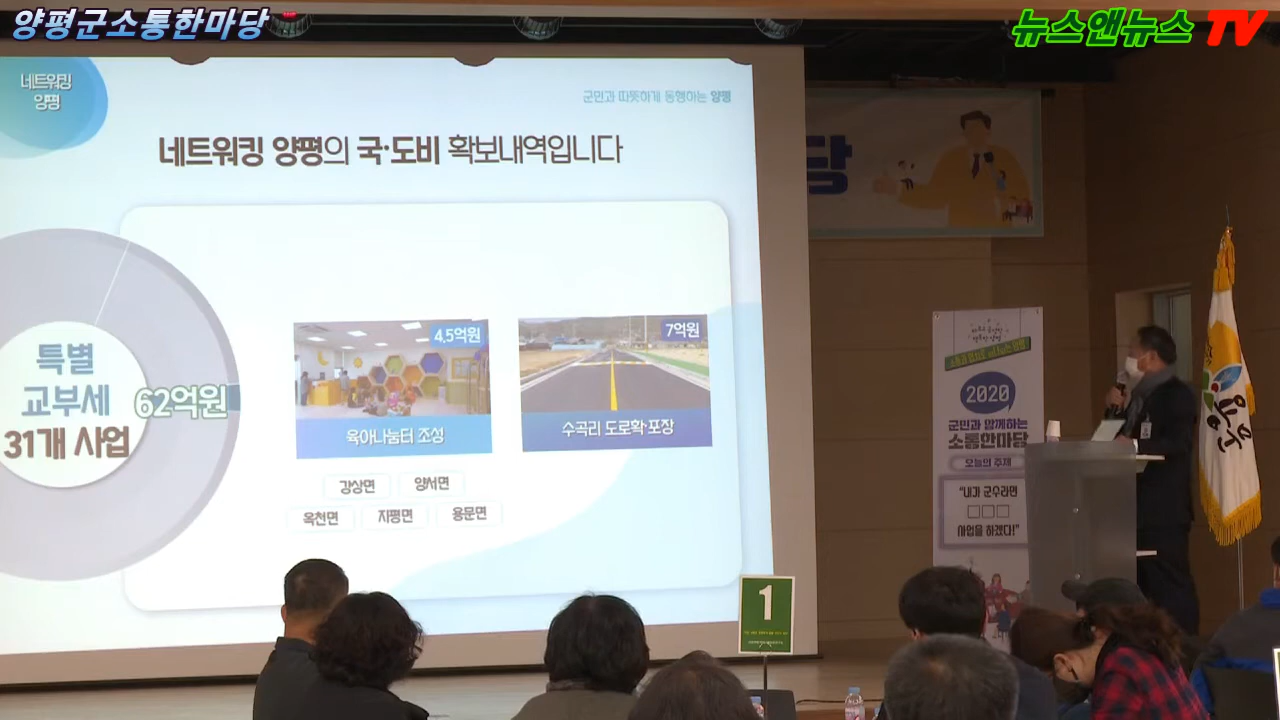 양평군소통한마당
뉴스앤뉴스 TV
네트워킹
양평
군민과 따뜻하게 동행하는 양평
네트워킹 양평의 국·도비 확보내역입니다
특별
교부세
31개 사업
62억원
4.5억원
육아나눔터 조성
7억원
수곡리 도로확·포장
강상면
양서면
옥천면
지평면
용문면
당
2020
군민과 함께하는
소통한마당
오늘의 주제
"내가 군수라면
□□□
사업을 하겠다!"
1